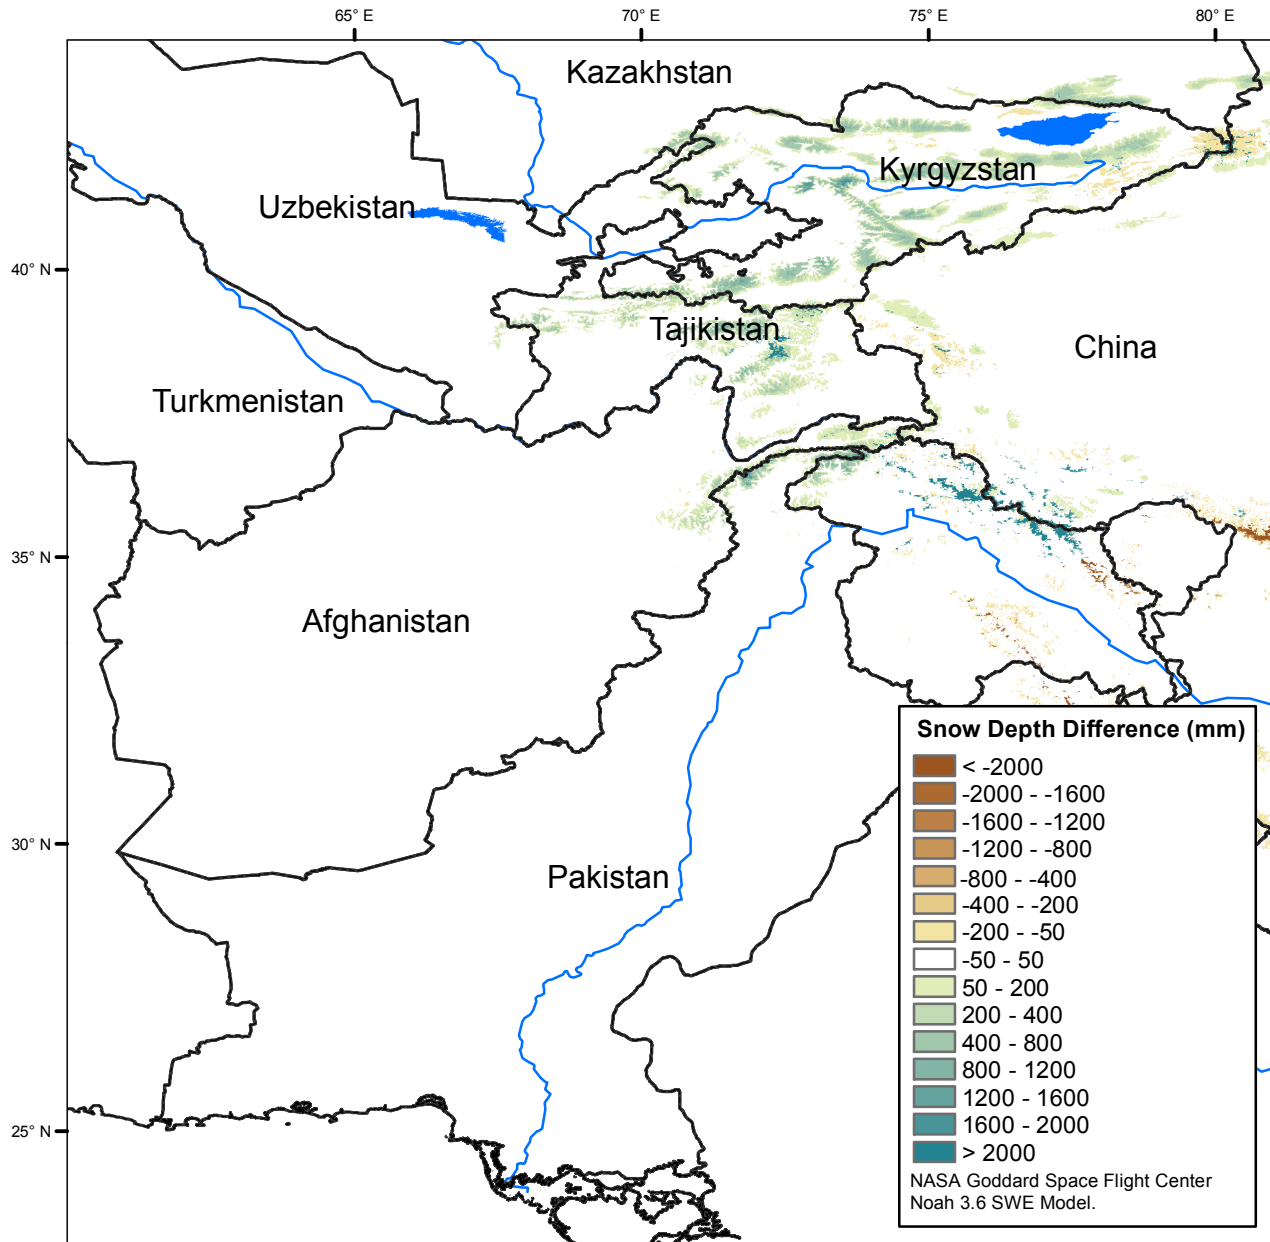 65° E
70° E
75° E
80° E
Kazakhstan
Kyrgyzstan
Uzbekistan
40° N
Tajikistan
China
Turkmenistan
35° N
Afghanistan
30° N
Pakistan
25° N
Snow Depth Difference (mm)
< -2000
-2000 - -1600
-1600 - -1200
-1200 - -800
-800 - -400
-400 - -200
-200 - -50
-50 - 50
50 - 200
200 - 400
400 - 800
800 - 1200
1200 - 1600
1600 - 2000
> 2000
NASA Goddard Space Flight Center
Noah 3.6 SWE Model.